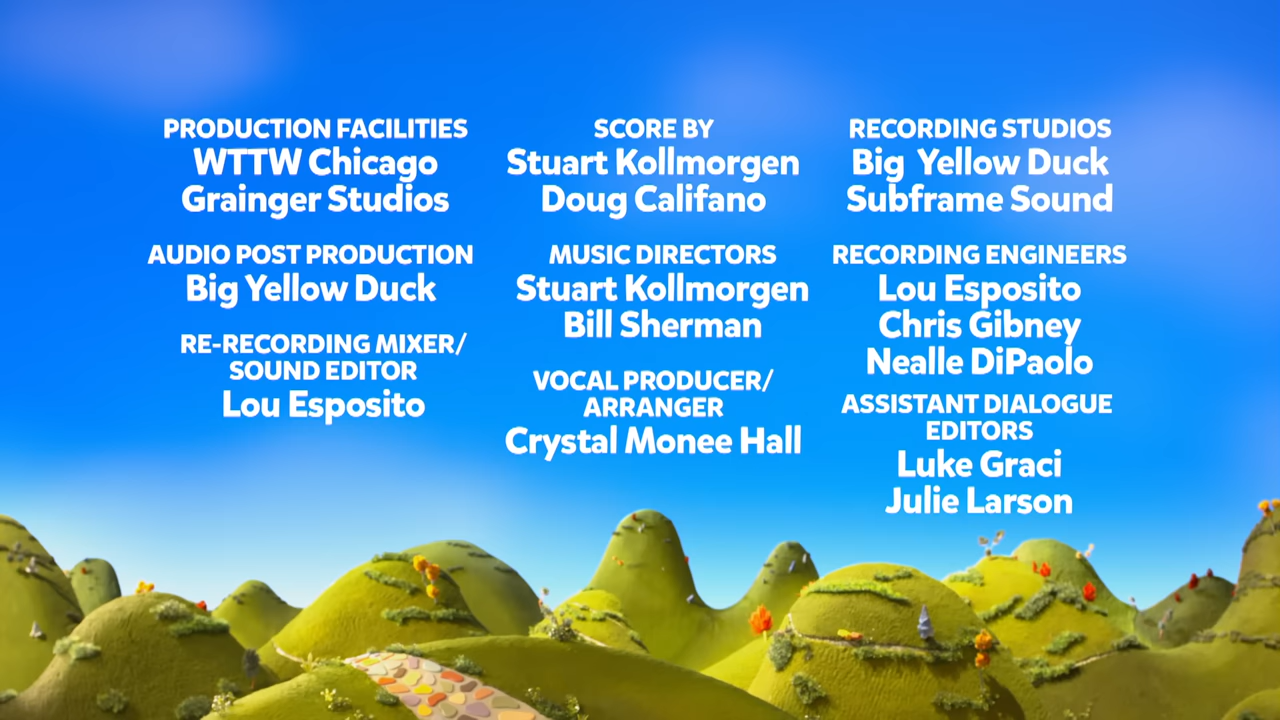 PRODUCTION FACILITIES
WTTW Chicago
Grainger Studios
AUDIO POST PRODUCTION
Big Yellow Duck
RE-RECORDING MIXER/
SOUND EDITOR
Lou Esposito
SCORE BY
Stuart Kollmorgen
Doug Califano
MUSIC DIRECTORS
Stuart Kollmorgen
Bill Sherman
VOCAL PRODUCER/
ARRANGER
Crystal Monee Hall
RECORDING STUDIOS
Big Yellow Duck
Subframe Sound
RECORDING ENGINEERS
Lou Esposito
Chris Gibney
Nealle DiPaolo
ASSISTANT DIALOGUE
EDITORS
Luke Graci
Julie Larson